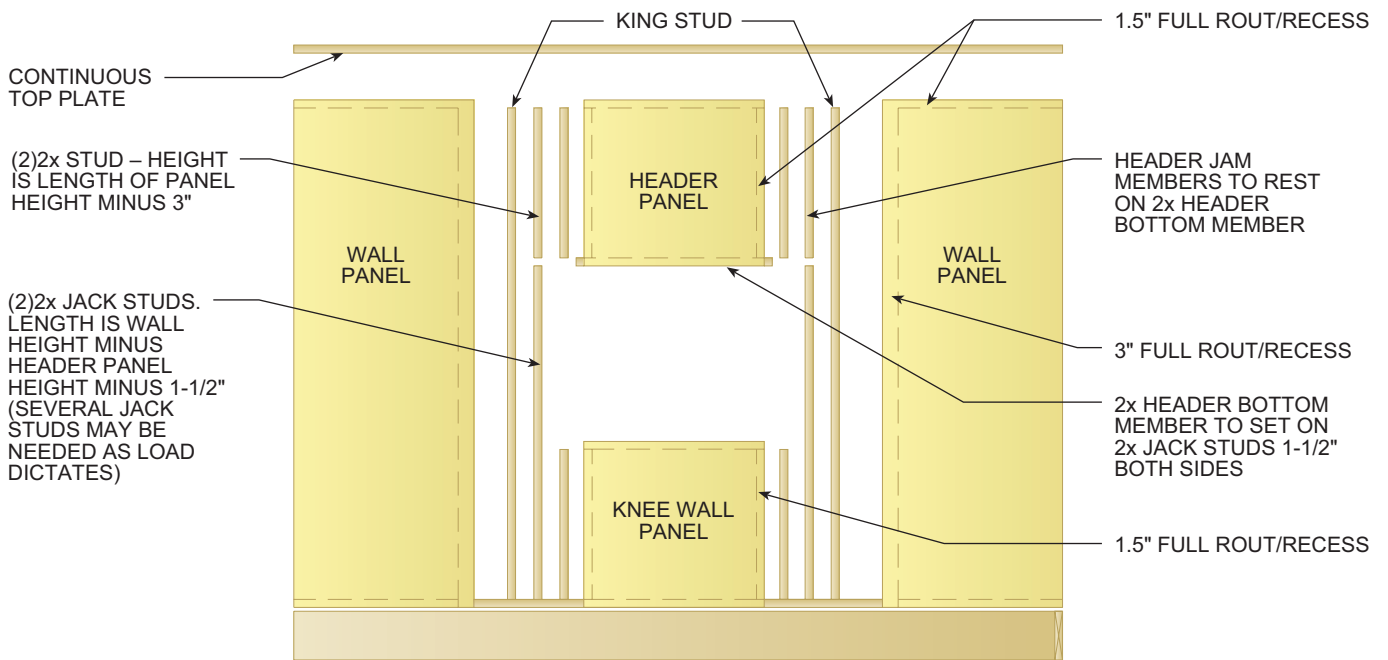 KING STUD
1.5" FULL ROUT/RECESS
CONTINUOUS
TOP PLATE
(2)2x STUD – HEIGHT
IS LENGTH OF PANEL
HEIGHT MINUS 3"
HEADER
PANEL
HEADER JAM
MEMBERS TO REST
ON 2x HEADER
BOTTOM MEMBER
WALL
PANEL
WALL
PANEL
(2)2x JACK STUDS.
LENGTH IS WALL
HEIGHT MINUS
HEADER PANEL
HEIGHT MINUS 1-1/2"
(SEVERAL JACK
STUDS MAY BE
NEEDED AS LOAD
DICTATES)
3" FULL ROUT/RECESS
2x HEADER BOTTOM
MEMBER TO SET ON
2x JACK STUDS 1-1/2"
BOTH SIDES
KNEE WALL
PANEL
1.5" FULL ROUT/RECESS